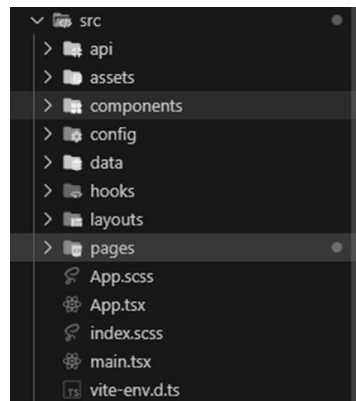 src
api
assets
components
config
data
hooks
layouts
pages
App.scss
App.tsx
index.scss
main.tsx
TS vite-env.d.ts